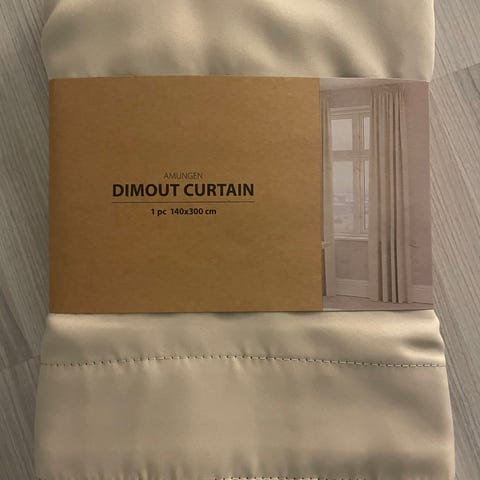 AMUNGEN
DIMOUT CURTAIN
1 pc 140x300 cm